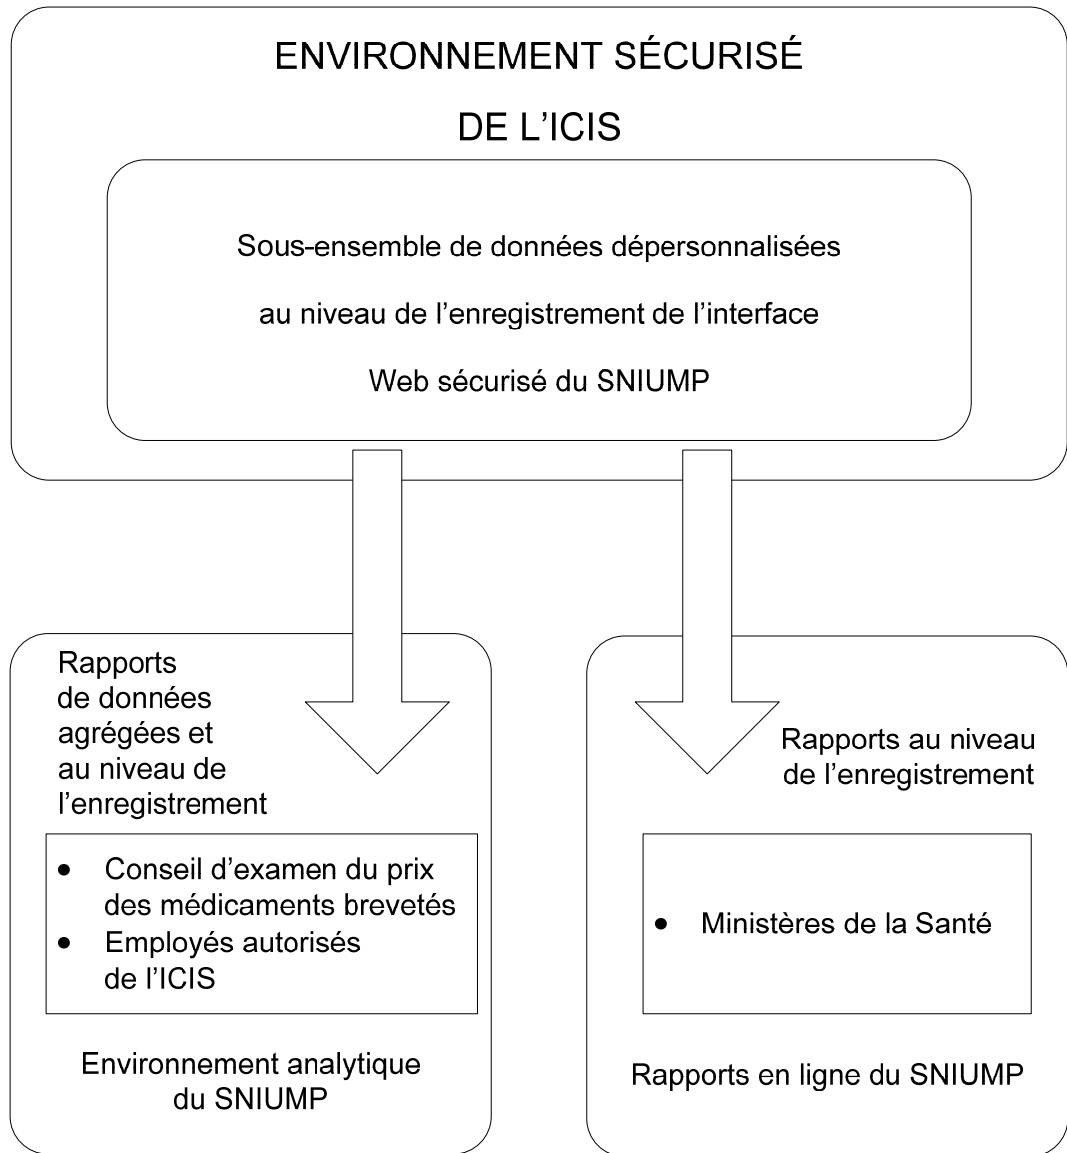 ENVIRONNEMENT SÉCURISÉ
DE L’ICIS
Sous-ensemble de données dépersonnalisées
au niveau de l’enregistrement de l’interface
Web sécurisé du SNIUMP
Rapports
de données
agrégées et
au niveau de
l’enregistrement
• Conseil d’examen du prix
des médicaments brevetés
• Employés autorisés
de l’ICIS
Environnement analytique
du SNIUMP
Rapports au niveau
de l’enregistrement
• Ministères de la Santé
Rapports en ligne du SNIUMP